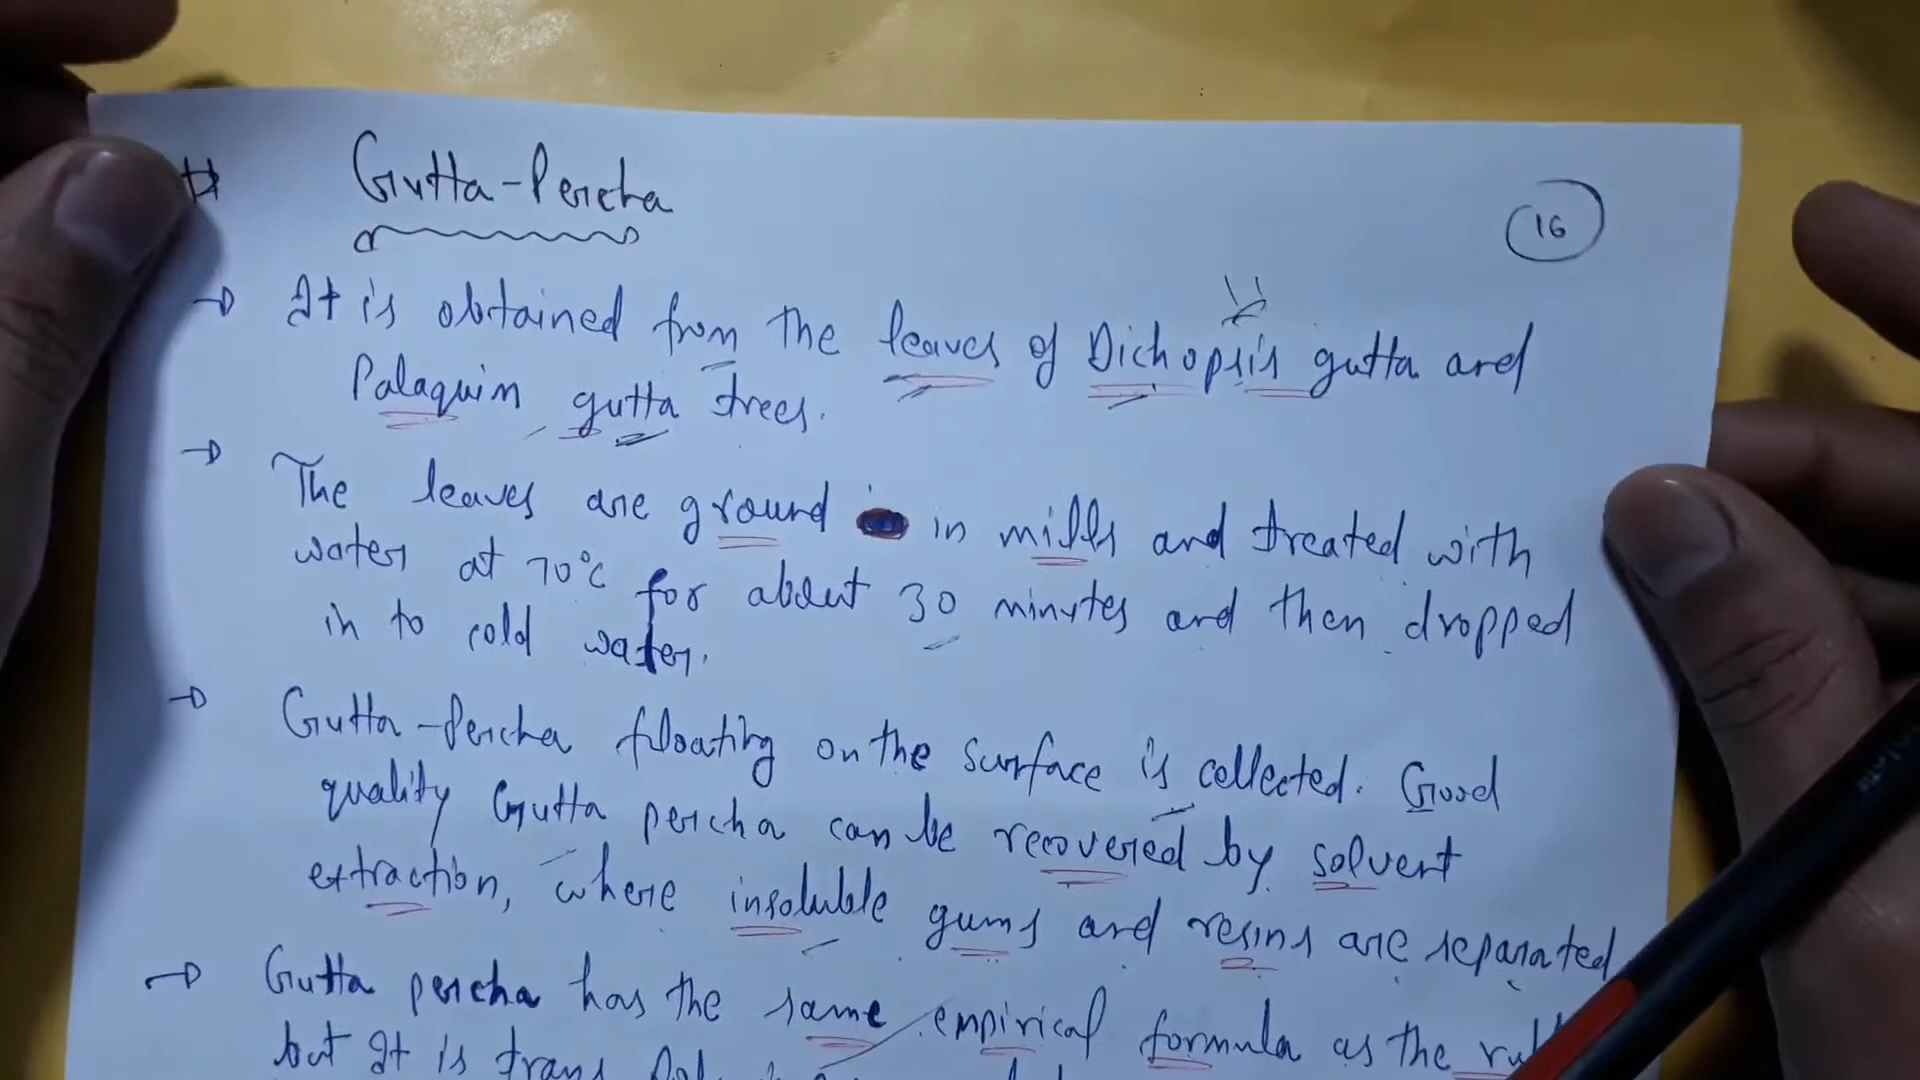 # Gutta-Percha
16
→ It is obtained from the leaves of Dichopsis gutta and
Palaquim gutta trees.
→ The leaves are ground in mills and treated with
water at 70°C for about 30 minutes and then dropped
in to cold water.
→ Gutta-Percha floating on the surface is collected. Good
quality Gutta percha can be recovered by solvent
extraction, where insoluble gums and resins are separated
→ Gutta percha has the same empirical formula as the
but It is trans